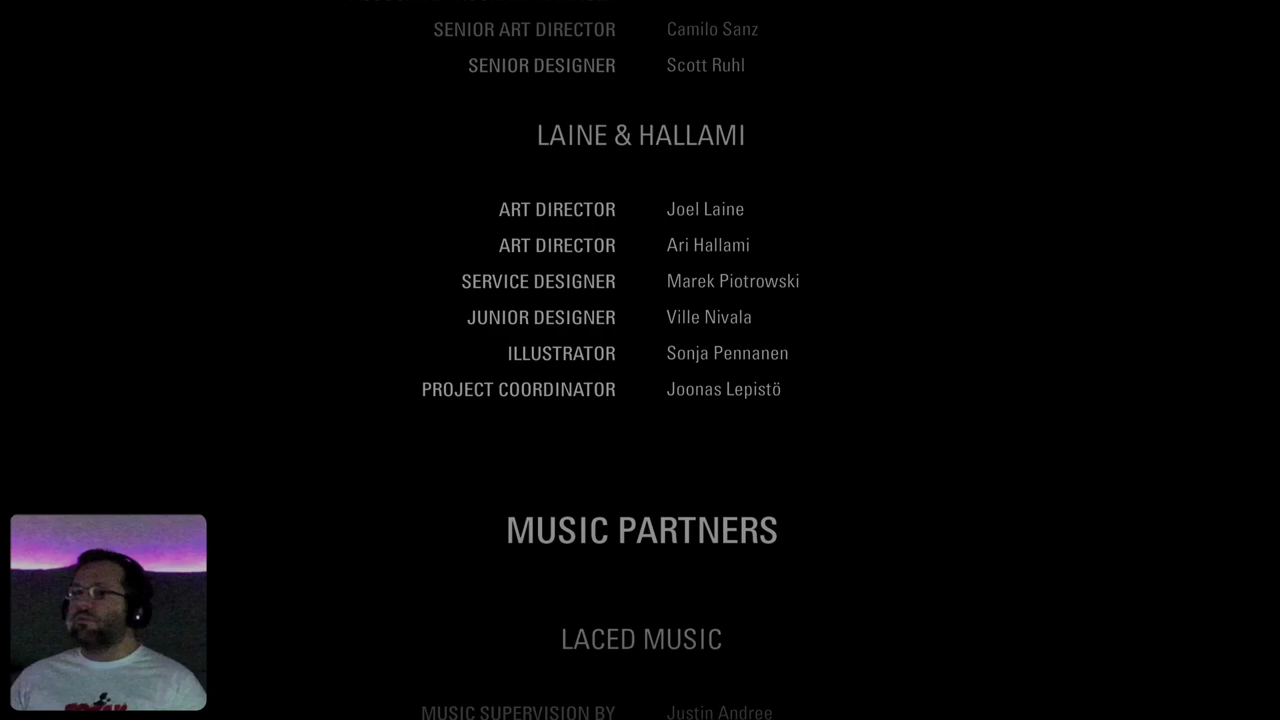 SENIOR ART DIRECTOR Camilo Sanz
SENIOR DESIGNER Scott Ruhl
LAINE & HALLAMI
ART DIRECTOR Joel Laine
ART DIRECTOR Ari Hallami
SERVICE DESIGNER Marek Piotrowski
JUNIOR DESIGNER Ville Nivala
ILLUSTRATOR Sonja Pennanen
PROJECT COORDINATOR Joonas Lepistö
MUSIC PARTNERS
LACED MUSIC
MUSIC SUPERVISION BY Justin Andree